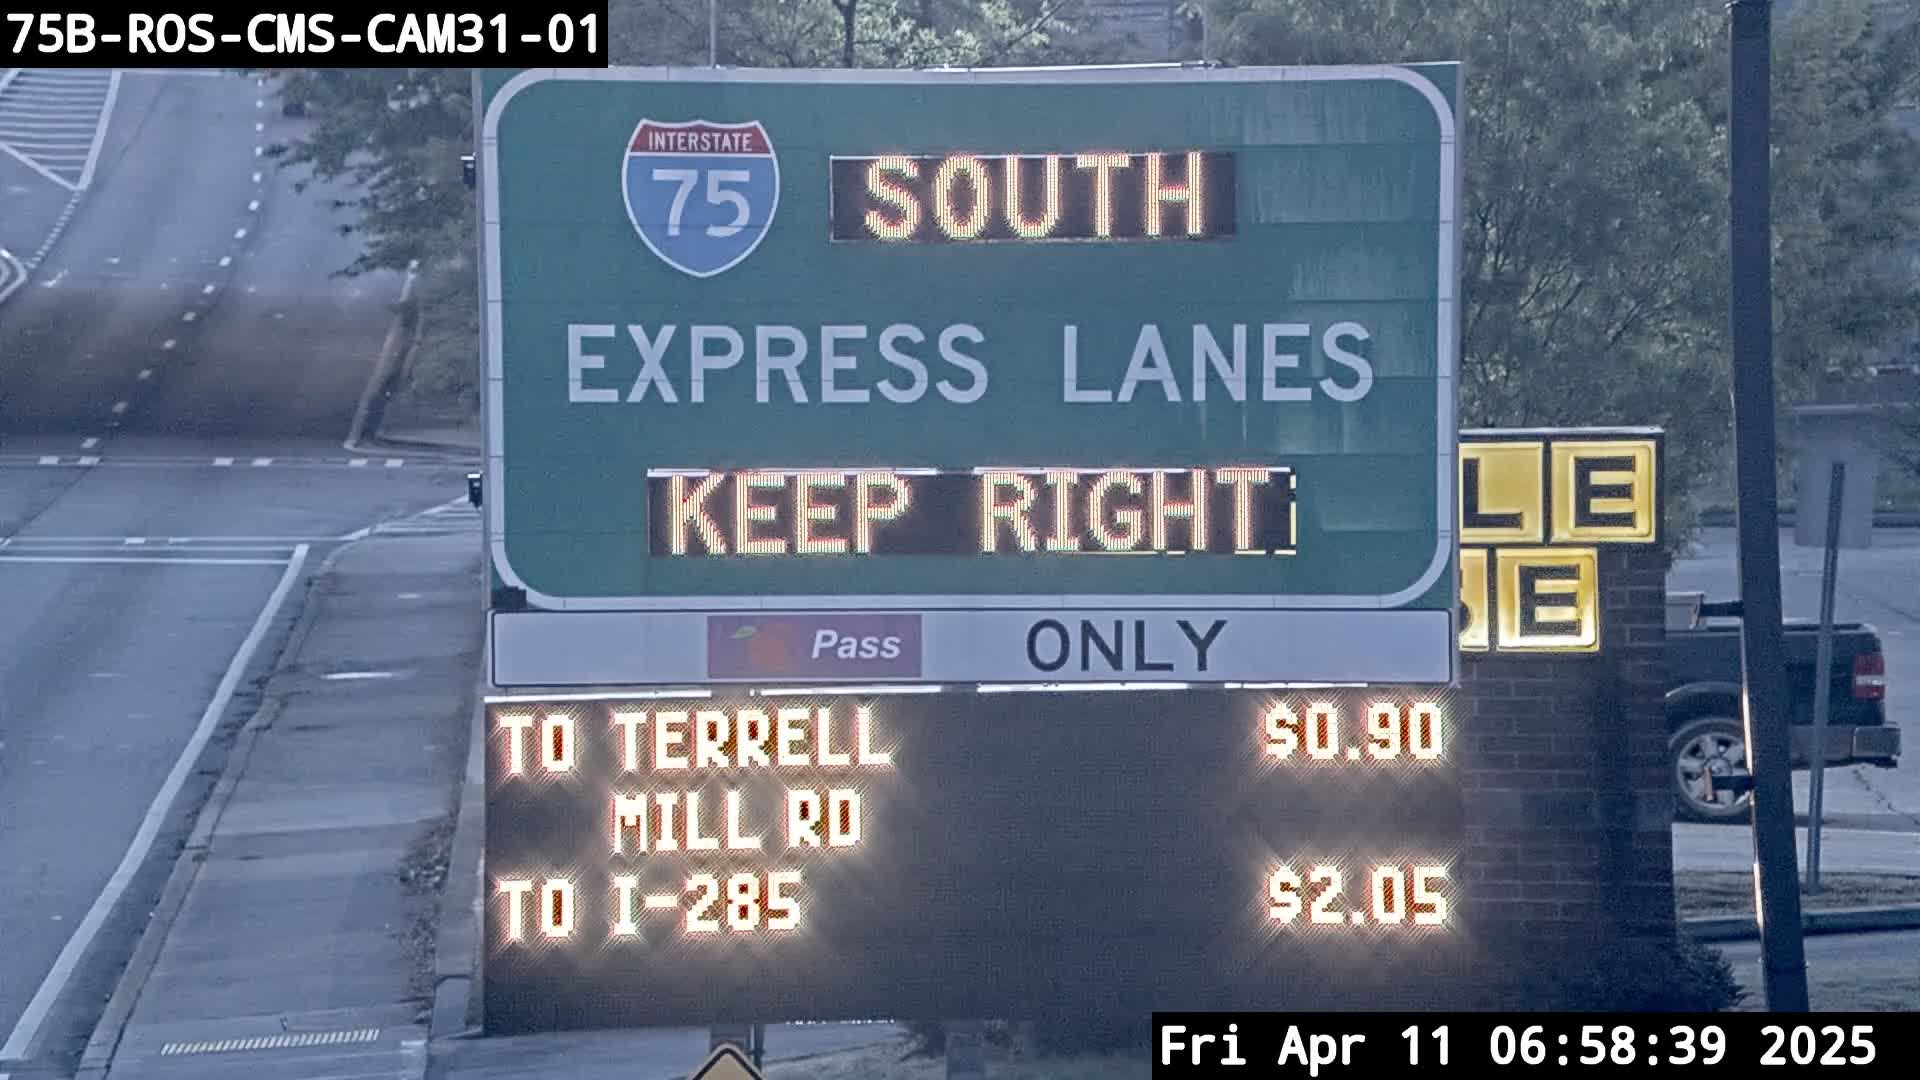 75B-ROS-CMS-CAM31-01
INTERSTATE
75
SOUTH
EXPRESS LANES
KEEP RIGHT
LE
E
Pass ONLY
TO TERRELL $0.90
MILL RD
TO I-285 $2.05
Fri Apr 11 06:58:39 2025